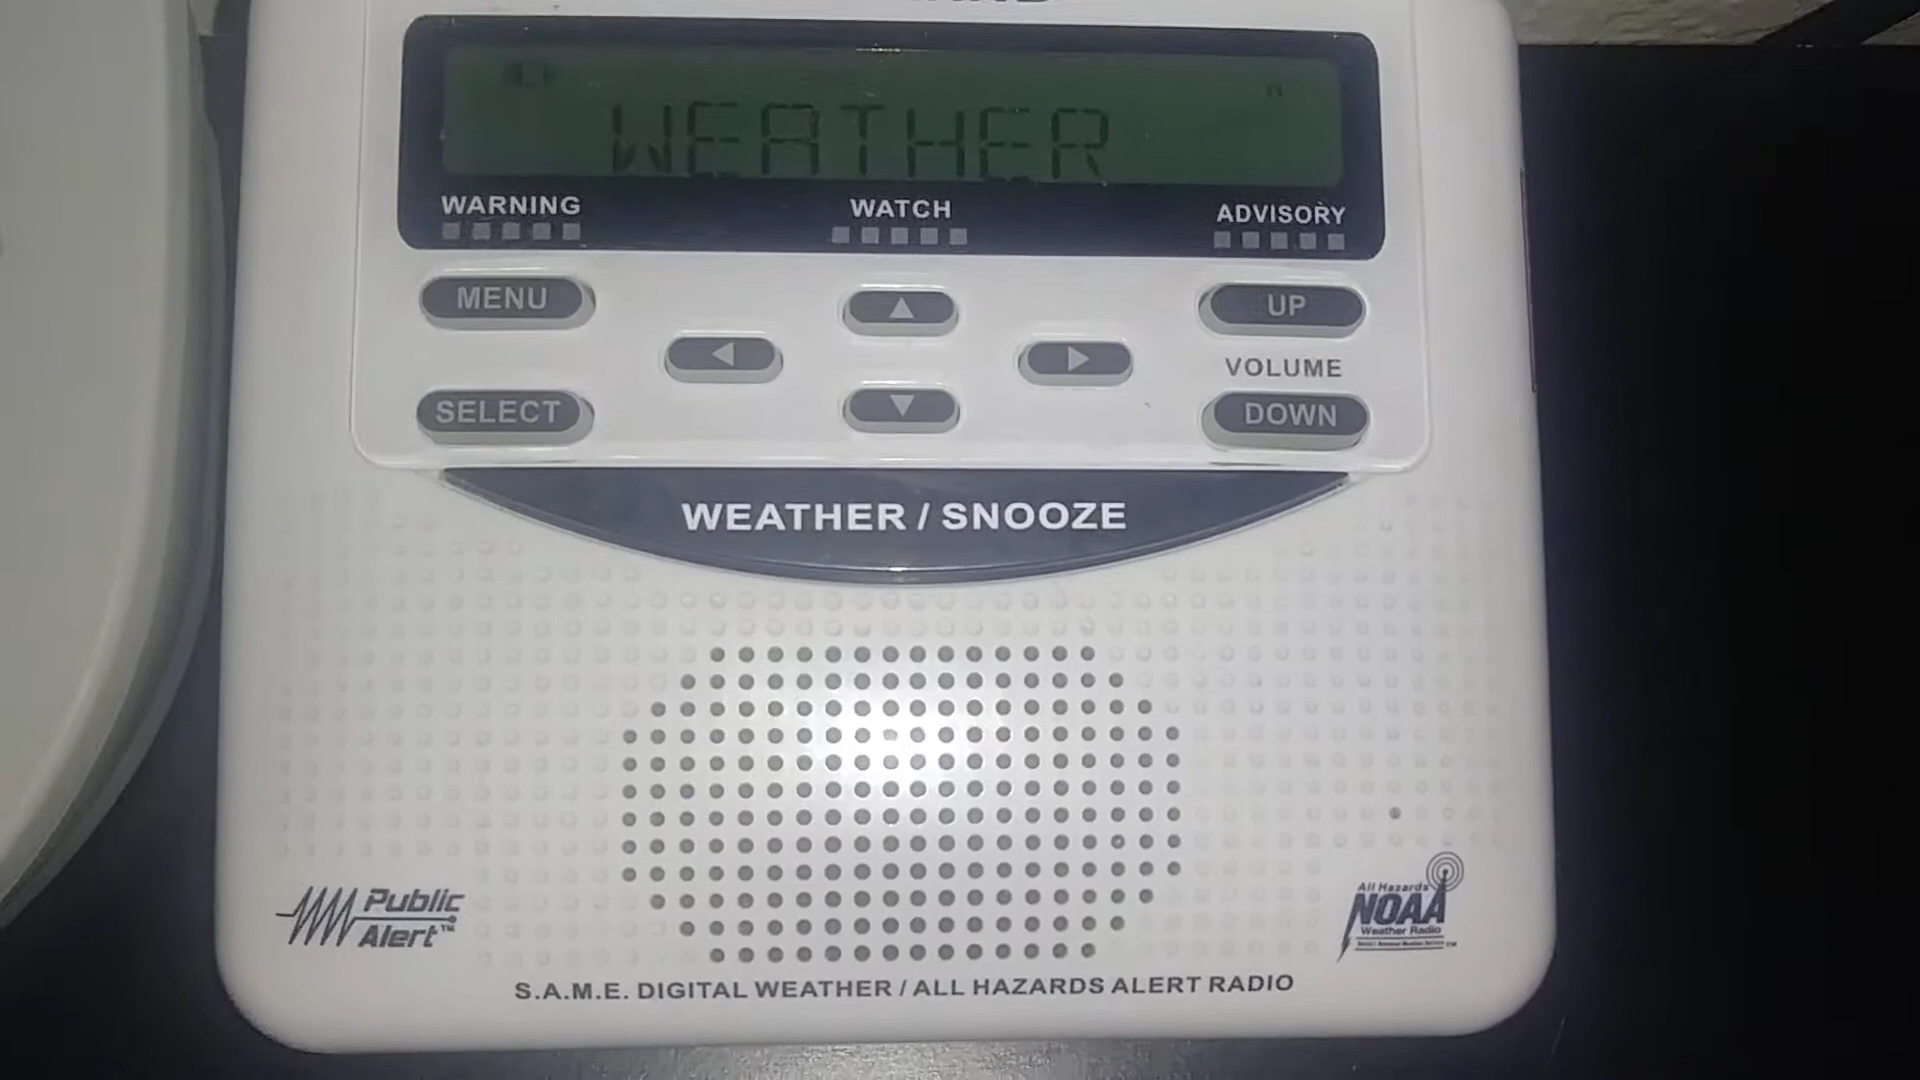 WEATHER
WARNING
WATCH
ADVISORY
MENU
UP
VOLUME
SELECT
DOWN
WEATHER / SNOOZE
Public
Alert™
All Hazards
NOAA
Weather Radio
S.A.M.E. DIGITAL WEATHER / ALL HAZARDS ALERT RADIO